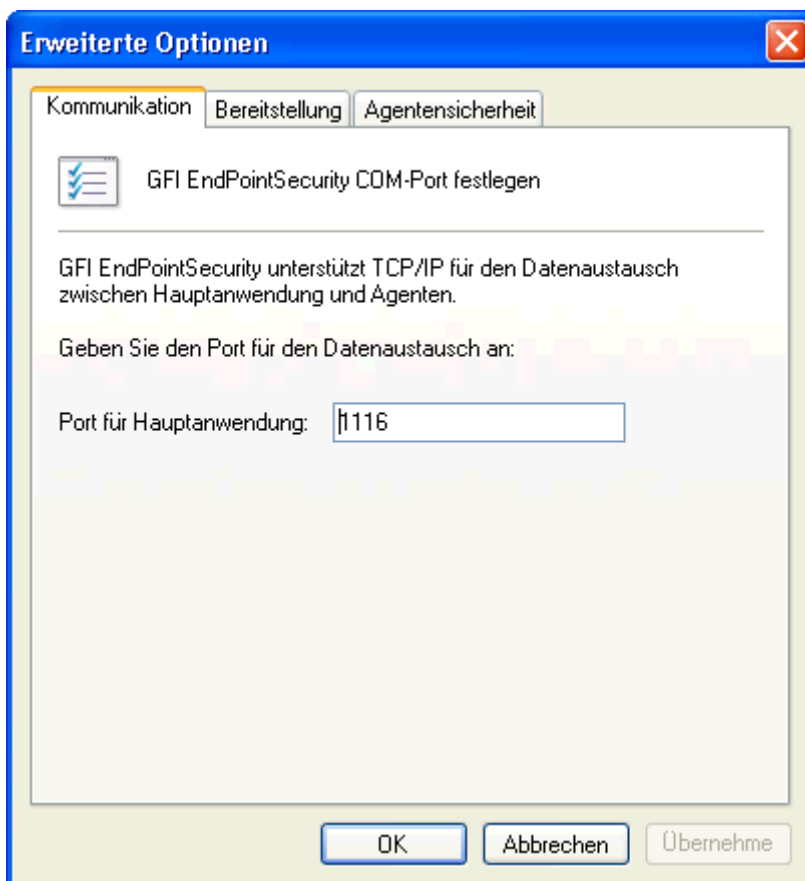 Erweiterte Optionen
Kommunikation Bereitstellung Agentensicherheit
GFI EndPointSecurity COM-Port festlegen
GFI EndPointSecurity unterstützt TCP/IP für den Datenaustausch
zwischen Hauptanwendung und Agenten.
Geben Sie den Port für den Datenaustausch an:
Port für Hauptanwendung: 1116
OK Abbrechen Übernehme